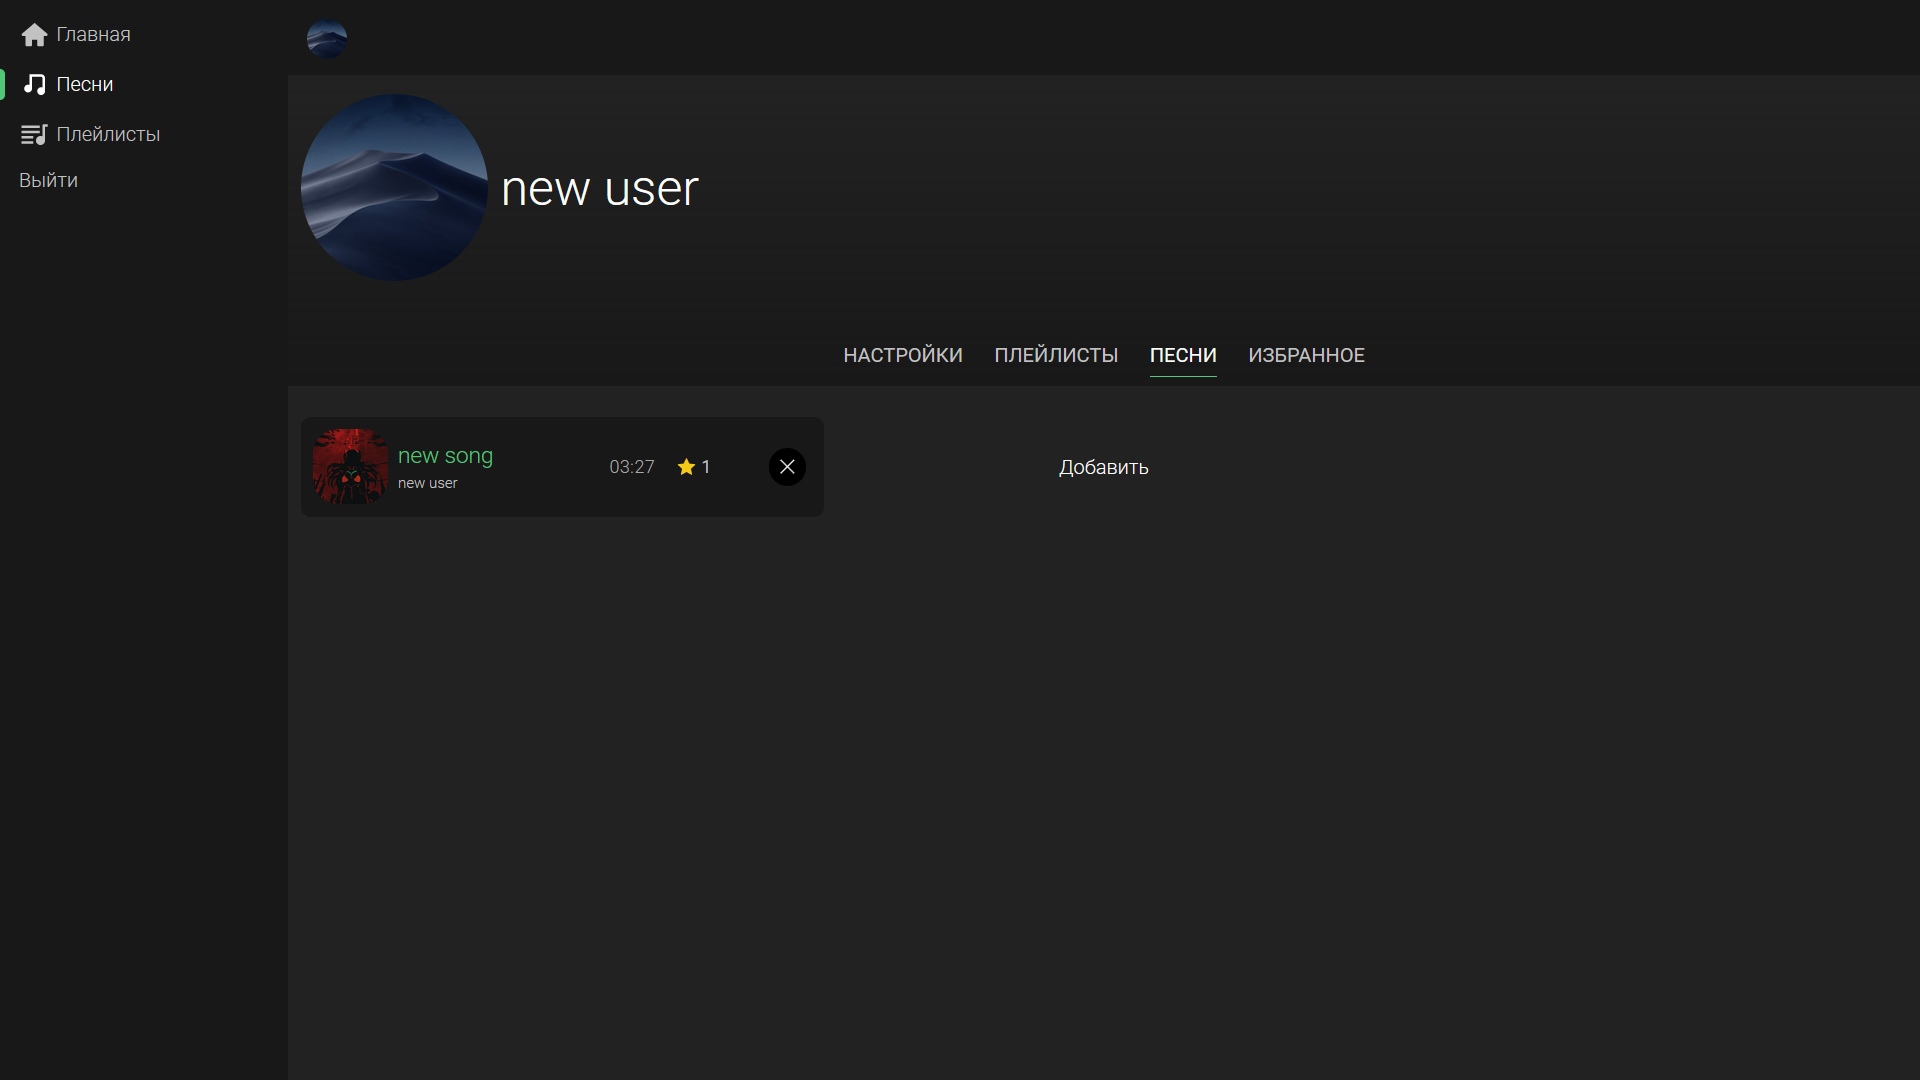 Главная
Песни
Плейлисты
Выйти
new user
НАСТРОЙКИ ПЛЕЙЛИСТЫ ПЕСНИ ИЗБРАННОЕ
new song
new user
03:27
1
Добавить